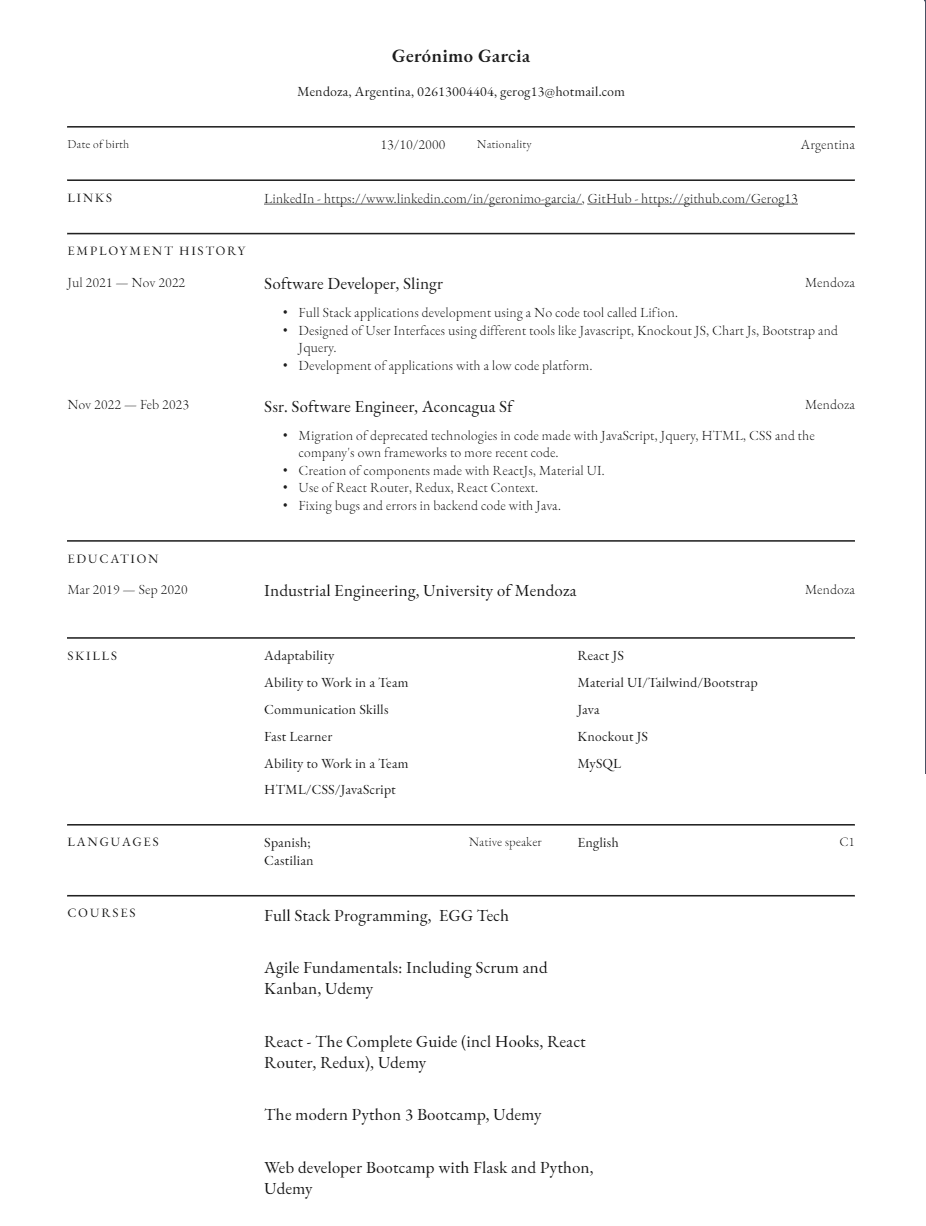 Gerónimo Garcia
Mendoza, Argentina, 02613004404, gerog13@hotmail.com
Date of birth 13/10/2000 Nationality Argentina
LINKS LinkedIn - https://www.linkedin.com/in/geronimo-garcia/, GitHub - https://github.com/Gerog13
EMPLOYMENT HISTORY
Jul 2021 — Nov 2022 Software Developer, Slingr Mendoza
• Full Stack applications development using a No code tool called Lifion.
• Designed of User Interfaces using different tools like Javascript, Knockout JS, Chart Js, Bootstrap and
Jquery.
• Development of applications with a low code platform.
Nov 2022 — Feb 2023 Ssr. Software Engineer, Aconcagua Sf Mendoza
• Migration of deprecated technologies in code made with JavaScript, Jquery, HTML, CSS and the
company's own frameworks to more recent code.
• Creation of components made with ReactJs, Material UI.
• Use of React Router, Redux, React Context.
• Fixing bugs and errors in backend code with Java.
EDUCATION
Mar 2019 — Sep 2020 Industrial Engineering, University of Mendoza Mendoza
SKILLS Adaptability React JS
Ability to Work in a Team Material UI/Tailwind/Bootstrap
Communication Skills Java
Fast Learner Knockout JS
Ability to Work in a Team MySQL
HTML/CSS/JavaScript
LANGUAGES Spanish; Native speaker English C1
Castilian
COURSES Full Stack Programming, EGG Tech
Agile Fundamentals: Including Scrum and
Kanban, Udemy
React - The Complete Guide (incl Hooks, React
Router, Redux), Udemy
The modern Python 3 Bootcamp, Udemy
Web developer Bootcamp with Flask and Python,
Udemy